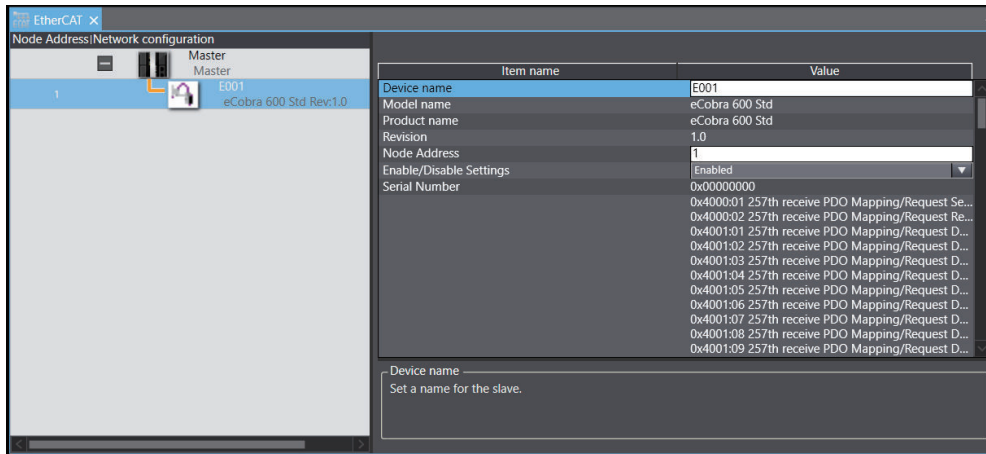 EtherCAT ×
Node Address|Network configuration
Master
Master
1
E001
eCobra 600 Std Rev:1.0
Item name Value
Device name E001
Model name eCobra 600 Std
Product name eCobra 600 Std
Revision 1.0
Node Address 1
Enable/Disable Settings Enabled
Serial Number 0x00000000
0x4000:01 257th receive PDO Mapping/Request Se...
0x4000:02 257th receive PDO Mapping/Request Re...
0x4001:01 257th receive PDO Mapping/Request D...
0x4001:02 257th receive PDO Mapping/Request D...
0x4001:03 257th receive PDO Mapping/Request D...
0x4001:04 257th receive PDO Mapping/Request D...
0x4001:05 257th receive PDO Mapping/Request D...
0x4001:06 257th receive PDO Mapping/Request D...
0x4001:07 257th receive PDO Mapping/Request D...
0x4001:08 257th receive PDO Mapping/Request D...
0x4001:09 257th receive PDO Mapping/Request D...
Device name
Set a name for the slave.